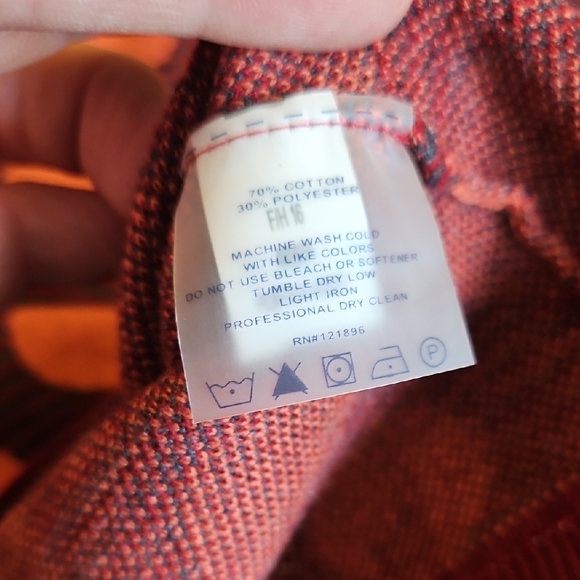 70% COTTON
30% POLYESTER
F/H 16
MACHINE WASH COLD
WITH LIKE COLORS
DO NOT USE BLEACH OR SOFTENER
TUMBLE DRY LOW
LIGHT IRON
PROFESSIONAL DRY CLEAN
RN#121896
P